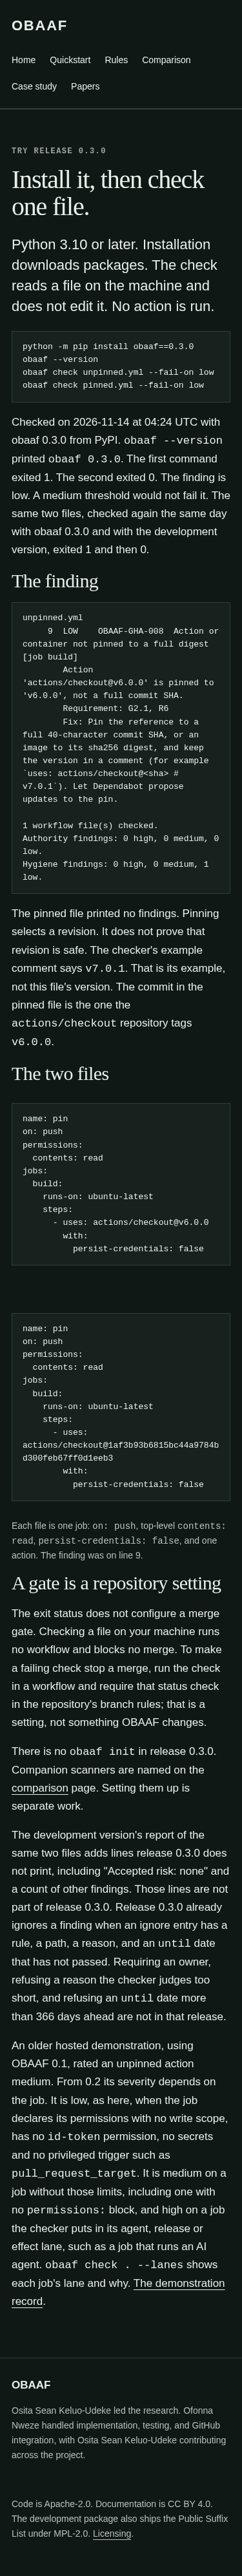 OBAAF
Home Quickstart Rules Comparison
Case study Papers
TRY RELEASE 0.3.0
Install it, then check
one of the file.
Python 3.10 or later. Installation
downloads packages. The check
reads a file on the machine and
does not edit it. No action is run.
python -m pip install obaaf==0.3.0
obaaf --version
obaaf check unpinned.yml --fail-on low
obaaf check pinned.yml --fail-on low
Checked on 2026-11-14 at 04:24 UTC with
obaaf 0.3.0 from PyPI. obaaf --version
printed obaaf 0.3.0. The first command
exited 1. The second exited 0. The finding is
low. A medium threshold would not fail it. The
same two files, checked again the same day
with obaaf 0.3.0 and with the development
version, exited 1 and then 0.
The finding
unpinned.yml
9 LOW OBAAF-GHA-008 Action or
container not pinned to a full digest
[job build]
Action
'actions/checkout@v6.0.0' is pinned to
'v6.0.0', not a full commit SHA.
Requirement: G2.1, R6
Fix: Pin the reference to a
full 40-character commit SHA, or an
image to its sha256 digest, and keep
the version in a comment (for example
`uses: actions/checkout@<sha> #
v7.0.1`). Let Dependabot propose
updates to the pin.
1 workflow file(s) checked.
Authority findings: 0 high, 0 medium, 0
low.
Hygiene findings: 0 high, 0 medium, 1
low.
The pinned file printed no findings. Pinning
selects a revision. It does not prove that
revision is safe. The checker's example
comment says v7.0.1. That is its example,
not this file's version. The commit in the
pinned file is the one the
actions/checkout repository tags
v6.0.0.
The two files
name: pin
on: push
permissions:
contents: read
jobs:
build:
runs-on: ubuntu-latest
steps:
- uses: actions/checkout@v6.0.0
with:
persist-credentials: false
name: pin
on: push
permissions:
contents: read
jobs:
build:
runs-on: ubuntu-latest
steps:
- uses:
actions/checkout@1af3b93b6815bc44a9784b
d300feb67ff0d1eeb3
with:
persist-credentials: false
Each file is one job: on: push, top-level contents:
read, persist-credentials: false, and one
action. The finding was on line 9.
A gate is a repository setting
The exit status does not configure a merge
gate. Checking a file on your machine runs
no workflow and blocks no merge. To make
a failing check stop a merge, run the check
in a workflow and require that status check
in the repository's branch rules; that is a
setting, not something OBAAF changes.
There is no obaaf init in release 0.3.0.
Companion scanners are named on the
comparison page. Setting them up is
separate work.
The development version's report of the
same two files adds lines release 0.3.0 does
not print, including "Accepted risk: none" and
a count of other findings. Those lines are not
part of release 0.3.0. Release 0.3.0 already
ignores a finding when an ignore entry has a
rule, a path, a reason, and an until date
that has not passed. Requiring an owner,
refusing a reason the checker judges too
short, and refusing an until date more
than 366 days ahead are not in that release.
An older hosted demonstration, using
OBAAF 0.1, rated an unpinned action
medium. From 0.2 its severity depends on
the job. It is low, as here, when the job
declares its permissions with no write scope,
has no id-token permission, no secrets
and no privileged trigger such as
pull_request_target. It is medium on a
job without those limits, including one with
no permissions: block, and high on a job
the checker puts in its agent, release or
effect lane, such as a job that runs an AI
agent. obaaf check . --lanes shows
each job's lane and why. The demonstration
record.
OBAAF
Osita Sean Keluo-Udeke led the research. Ofonna
Nweze handled implementation, testing, and GitHub
integration, with Osita Sean Keluo-Udeke contributing
across the project.
Code is Apache-2.0. Documentation is CC BY 4.0.
The development package also ships the Public Suffix
List under MPL-2.0. Licensing.